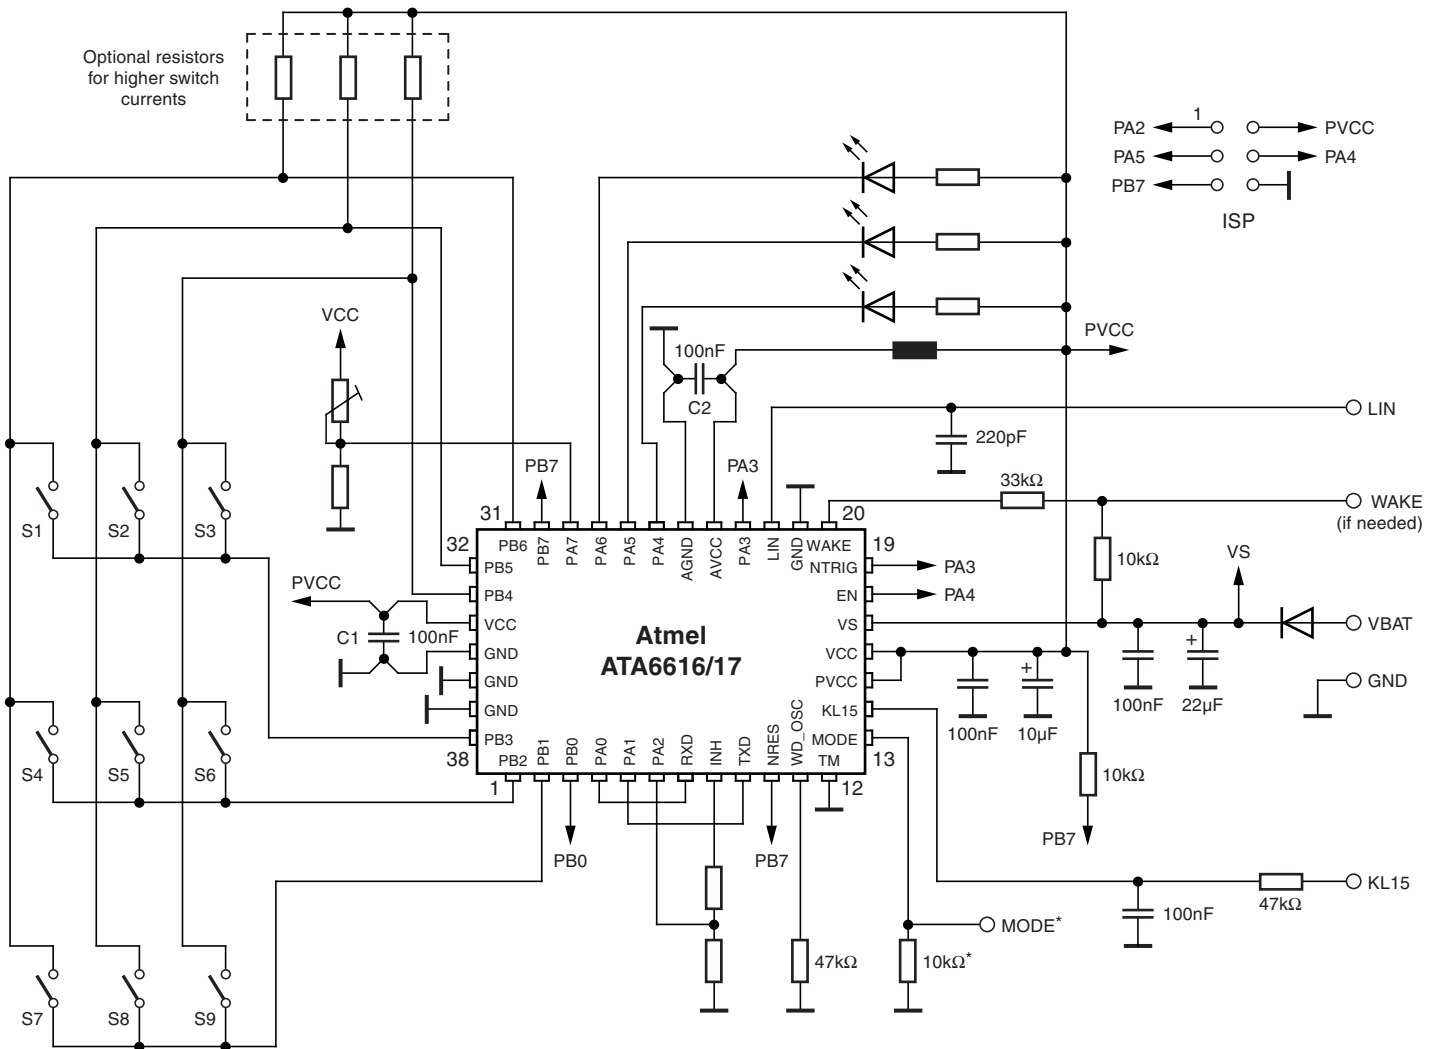 Optional resistors
for higher switch
currents
1
PA2
PVCC
PA5
PA4
PB7
ISP
VCC
100nF
C2
PVCC
LIN
220pF
PB7
PA3
33kΩ
WAKE
(if needed)
S1
S2
S3
31
20
32
19
PB6
PB7
PA7
PA6
PA5
PA4
AGND
AVCC
PA3
LIN
GND
WAKE
PB5
NTRIG
PA3
10kΩ
VS
PVCC
PB4
EN
PA4
C1
100nF
VCC
VS
VBAT
Atmel
ATA6616/17
GND
VCC
+
+
GND
PVCC
GND
100nF
22µF
GND
KL15
100nF
10µF
PB3
MODE
38
13
PB2
PB1
PB0
PA0
PA1
PA2
RXD
INH
TXD
NRES
WD_OSC
TM
1
12
S4
S5
S6
10kΩ
PB7
PB0
PB7
KL15
47kΩ
100nF
MODE*
47kΩ
10kΩ*
S7
S8
S9